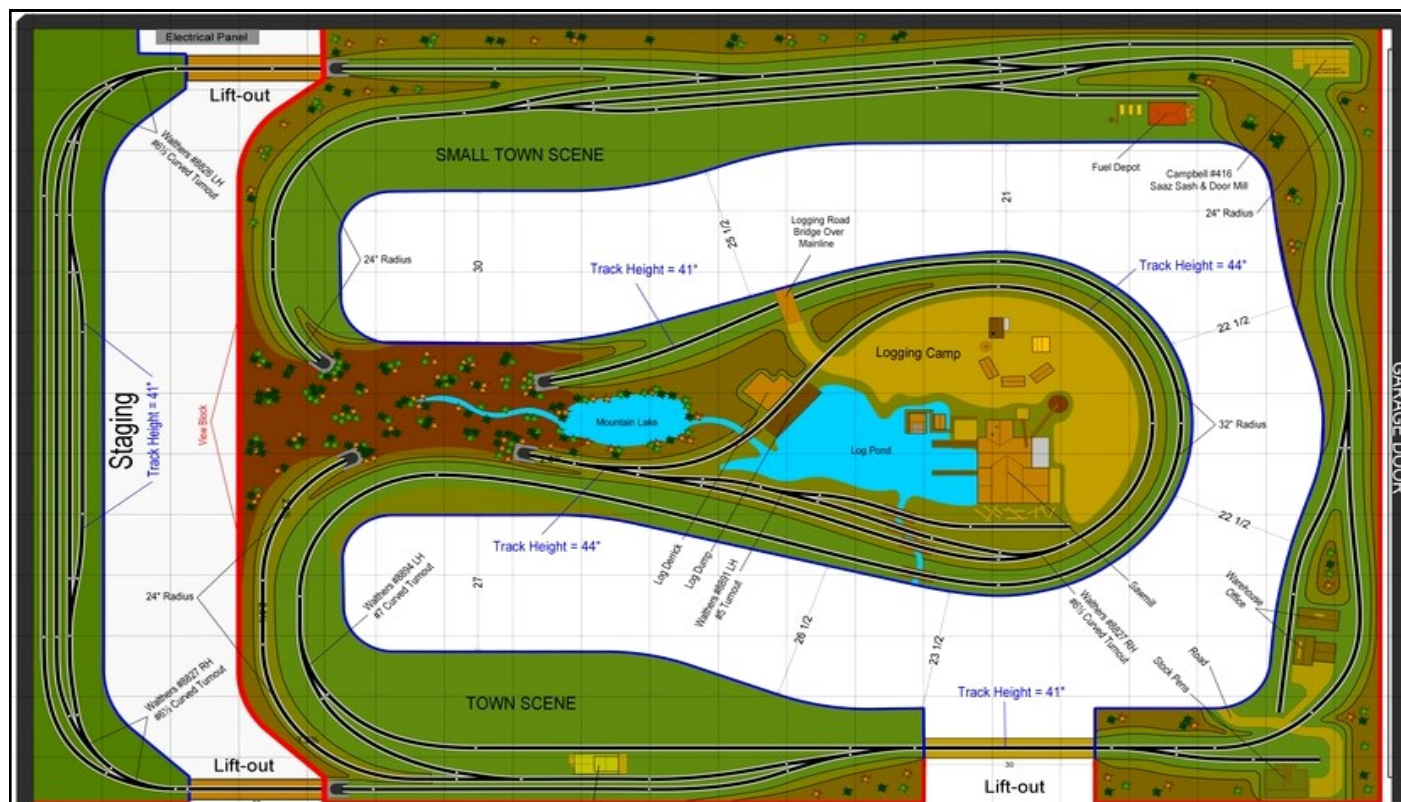 Electrical Panel
Lift-out
Walthers #8826 LH
#6½ Curved Turnout
SMALL TOWN SCENE
Fuel Depot
Campbell #416
Saaz Sash & Door Mill
24" Radius
24" Radius
30
25 1/2
21
Logging Road
Bridge Over
Mainline
Track Height = 41"
Track Height = 44"
22 1/2
Logging Camp
Staging
Track Height = 41"
View Block
Mountain Lake
Log Pond
32" Radius
GARAGE DOOR
22 1/2
Track Height = 44"
Log Derrick
Log Dump
Walthers #8891 LH
#5 Turnout
Sawmill
Walthers #8827 RH
#6½ Curved Turnout
Warehouse
Office
Road
Stock Pens
24" Radius
27
Walthers #8894 LH
#7 Curved Turnout
26 1/2
23 1/2
Walthers #8827 RH
#6½ Curved Turnout
TOWN SCENE
Track Height = 41"
Lift-out
30
Lift-out